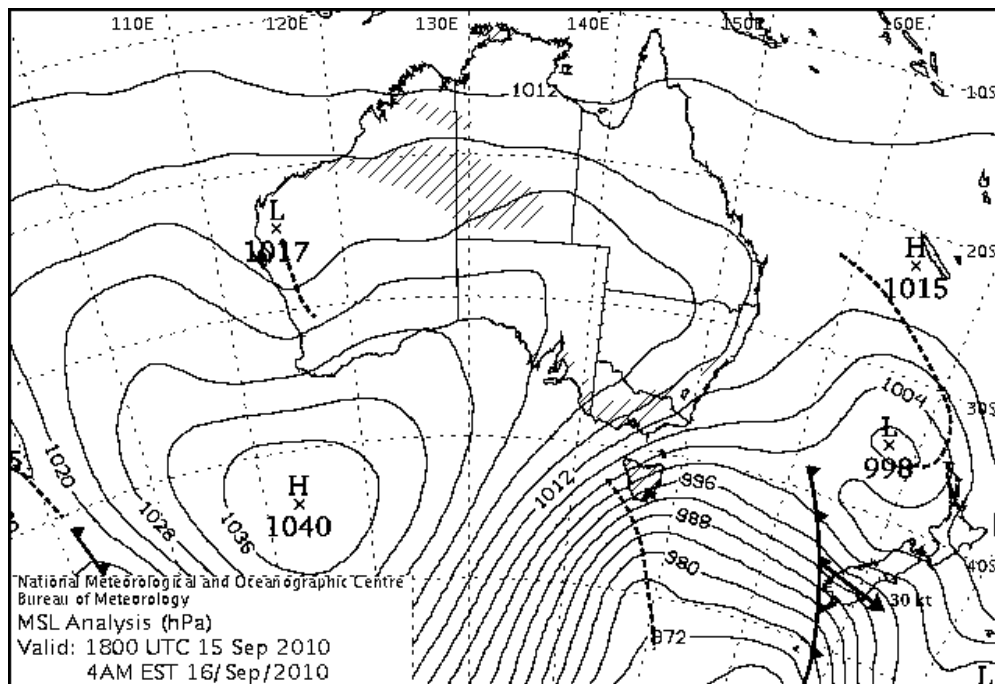 110E 120E 130E 140E 150E 160E
1012
10S
L
1017
H
1015
20S
1004
30S
L
998
1020
H
1040
1012
996
988
1028
1036
980
40S
30 kt
972
L
National Meteorological and Oceanographic Centre
Bureau of Meteorology
MSL Analysis (hPa)
Valid: 1800 UTC 15 Sep 2010
4AM EST 16/Sep/2010